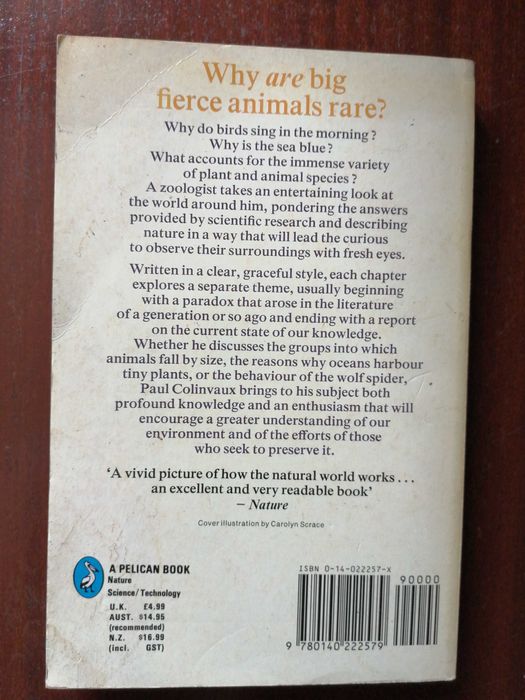 Why are big
fierce animals rare?
Why do birds sing in the morning?
Why is the sea blue?
What accounts for the immense variety
of plant and animal species?
A zoologist takes an entertaining look at
the world around him, pondering the answers
provided by scientific research and describing
nature in a way that will lead the curious
to observe their surroundings with fresh eyes.
Written in a clear, graceful style, each chapter
explores a separate theme, usually beginning
with a paradox that arose in the literature
of a generation or so ago and ending with a report
on the current state of our knowledge.
Whether he discusses the groups into which
animals fall by size, the reasons why oceans harbour
tiny plants, or the behaviour of the wolf spider,
Paul Colinvaux brings to his subject both
profound knowledge and an enthusiasm that will
encourage a greater understanding of our
environment and of the efforts of those
who seek to preserve it.
‘A vivid picture of how the natural world works ...
an excellent and very readable book’
– Nature
Cover illustration by Carolyn Scrace
A PELICAN BOOK
Nature
Science/Technology
U.K. £4.99
AUST. $14.95
(recommended)
N.Z. $16.99
(incl. GST)
ISBN 0-14-022257-X
90000
9 780140 222579